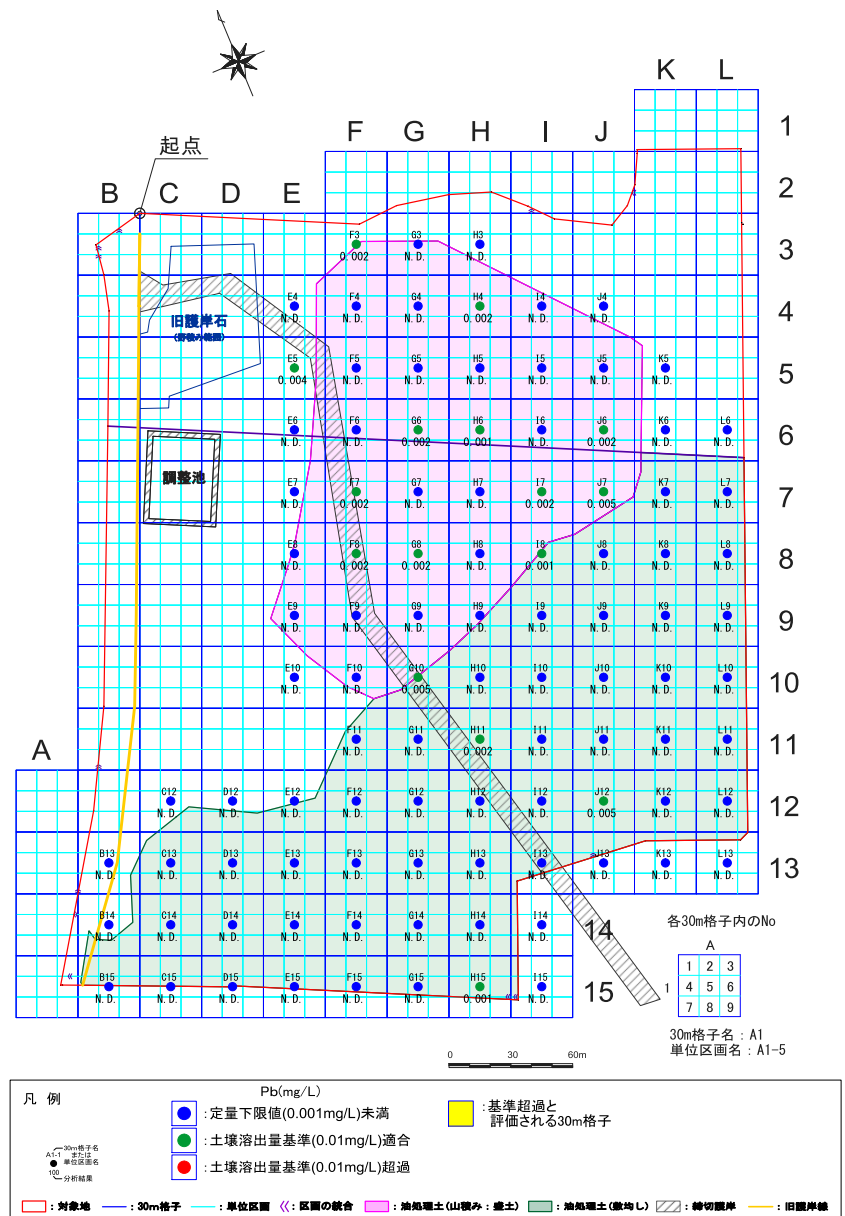 K L
1
F G H I J
起点
2
B C D E
F3 G3 H3
0.002 N.D. N.D.
3
E4 F4 G4 H4 I4 J4
N.D. N.D. N.D. 0.002 N.D. N.D.
4
旧護岸石
(野積み範囲)
E5 F5 G5 H5 I5 J5 K5
0.004 N.D. N.D. N.D. N.D. N.D. N.D.
5
E6 F6 G6 H6 I6 J6 K6 L6
N.D. N.D. 0.002 0.001 N.D. 0.002 N.D. N.D.
6
調整池
E7 F7 G7 H7 I7 J7 K7 L7
N.D. 0.002 N.D. N.D. 0.002 0.005 N.D. N.D.
7
E8 F8 G8 H8 I8 J8 K8 L8
N.D. 0.002 0.002 N.D. 0.001 N.D. N.D. N.D.
8
E9 F9 G9 H9 I9 J9 K9 L9
N.D. N.D. N.D. N.D. N.D. N.D. N.D. N.D.
9
E10 F10 G10 H10 I10 J10 K10 L10
N.D. N.D. 0.005 N.D. N.D. N.D. N.D. N.D.
10
A
F11 G11 H11 I11 J11 K11 L11
N.D. N.D. 0.002 N.D. N.D. N.D. N.D.
11
C12 D12 E12 F12 G12 H12 I12 J12 K12 L12
N.D. N.D. N.D. N.D. N.D. N.D. N.D. 0.005 N.D. N.D.
12
B13 C13 D13 E13 F13 G13 H13 I13 J13 K13 L13
N.D. N.D. N.D. N.D. N.D. N.D. N.D. N.D. N.D. N.D. N.D.
13
B14 C14 D14 E14 F14 G14 H14 I14
N.D. N.D. N.D. N.D. N.D. N.D. N.D. N.D.
14
B15 C15 D15 E15 F15 G15 H15 I15
N.D. N.D. N.D. N.D. N.D. N.D. 0.001 N.D.
15
各30m格子内のNo
A
1 2 3
1 4 5 6
7 8 9
30m格子名：A1
単位区画名：A1-5
0 30 60m
凡 例
Pb(mg/L)
：定量下限値(0.001mg/L)未満
：土壌溶出量基準(0.01mg/L)適合
：土壌溶出量基準(0.01mg/L)超過
：基準超過と
評価される30m格子
30m格子名
A1-1 または
単位区画名
100
分析結果
：対象地 ：30m格子 ：単位区画 ：区画の統合 ：油処理土(山積み：盛土) ：油処理土(敷均し) ：締切護岸 ：旧護岸線